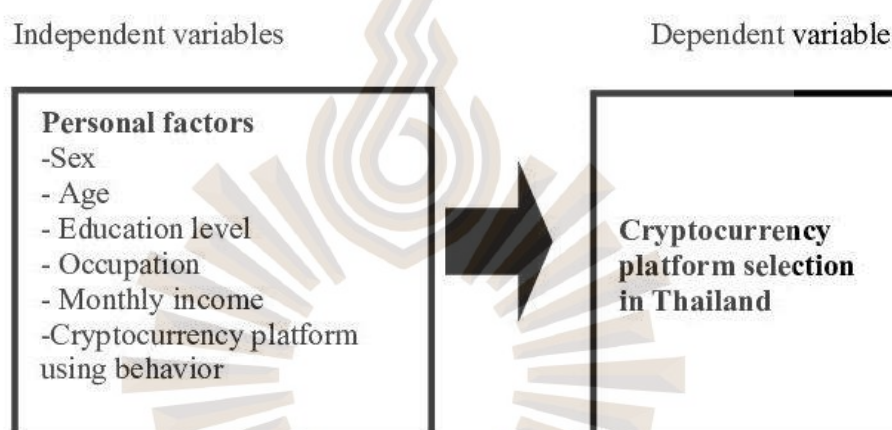 Independent variables
Dependent variable
Personal factors
-Sex
- Age
- Education level
- Occupation
- Monthly income
-Cryptocurrency platform
using behavior
Cryptocurrency
platform selection
in Thailand